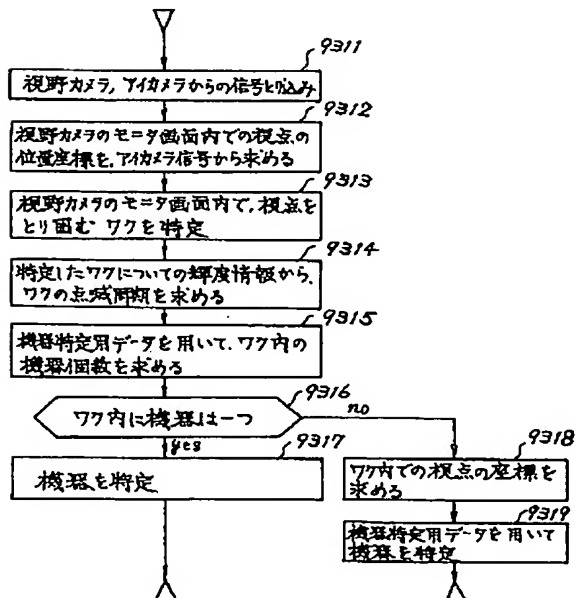 9311
視野カメラ,アイカメラからの信号とり込み
9312
視野カメラのモニタ画面内での視点の
位置座標を,アイカメラ信号から求める
9313
視野カメラのモニタ画面内で,視点を
とり囲む ワクを特定
9314
特定したワクについての輝度情報から、
ワクの点滅周期を求める
9315
機器特定用データを用いて、ワク内の
機器個数を求める
9316
ワク内に機器は一つ
no
yes
9317
機器を特定
9318
ワク内での視点の座標を
求める
9319
機器特定用データを用いて
機器を特定